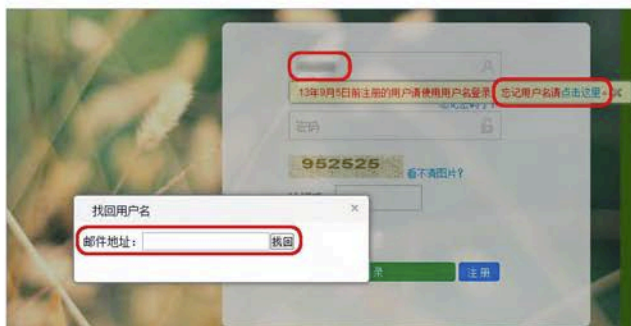 13年9月5日前注册的用户请使用用户名登录 忘记用户名请点击这里。
密码
952525 看不清图片?
找回用户名
邮件地址: 找回
录 注册